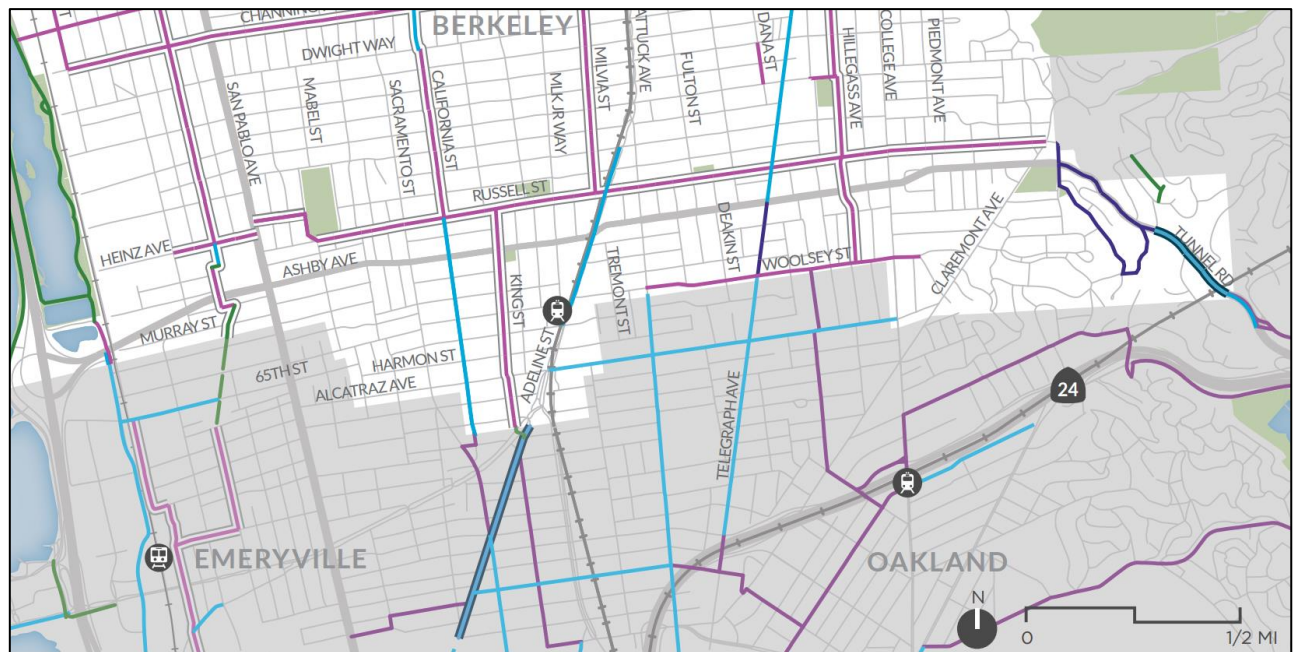 CHANNING
BERKELEY
DWIGHT WAY
SAN PABLO AVE
MABEL ST
SACRAMENTO ST
CALIFORNIA ST
MLK JR WAY
MILVIA ST
ATTUCK AVE
FULTON ST
DANA ST
HILLEGASS AVE
COLLEGE AVE
PIEDMONT AVE
RUSSELL ST
HEINZ AVE
ASHBY AVE
KING ST
TREMONT ST
DEAKIN ST
WOOLSEY ST
CLAREMONT AVE
TUNNEL RD
MURRAY ST
65TH ST
HARMON ST
ALCATRAZ AVE
ADELINE ST
TELEGRAPH AVE
24
EMERYVILLE
OAKLAND
N
0
1/2 MI